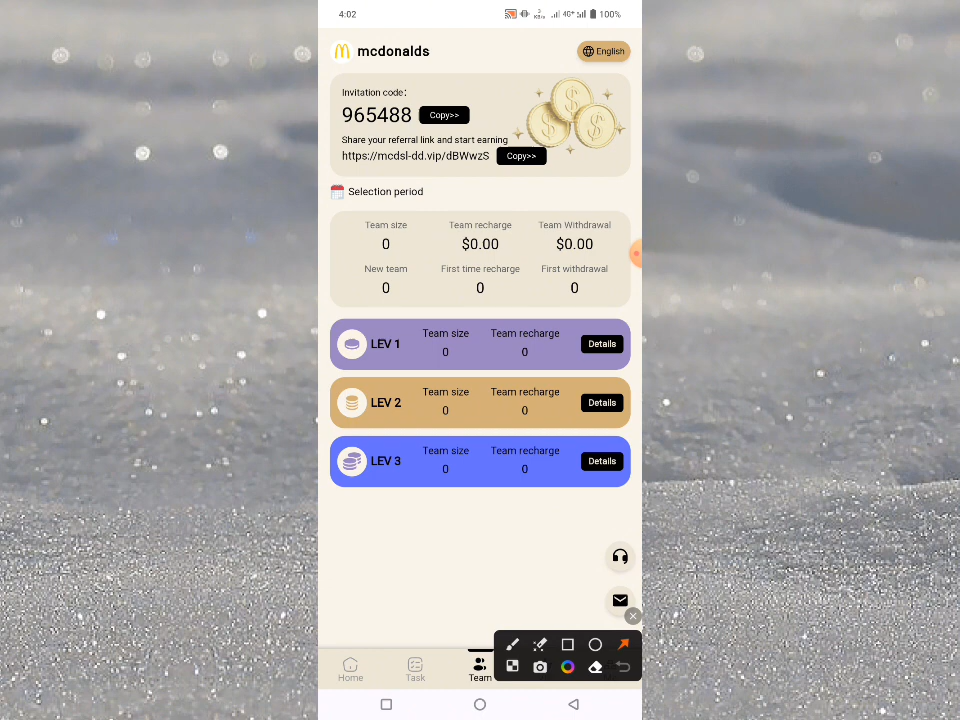 4:02
3 KB/s 4G+ 100%
mcdonalds
English
Invitation code:
965488 Copy>>
Share your referral link and start earning
https://mcdsl-dd.vip/dBWwzS Copy>>
Selection period
Team size Team recharge Team Withdrawal
0 $0.00 $0.00
New team First time recharge First withdrawal
0 0 0
LEV 1 Team size Team recharge Details
0 0
LEV 2 Team size Team recharge Details
0 0
LEV 3 Team size Team recharge Details
0 0
Home Task Team